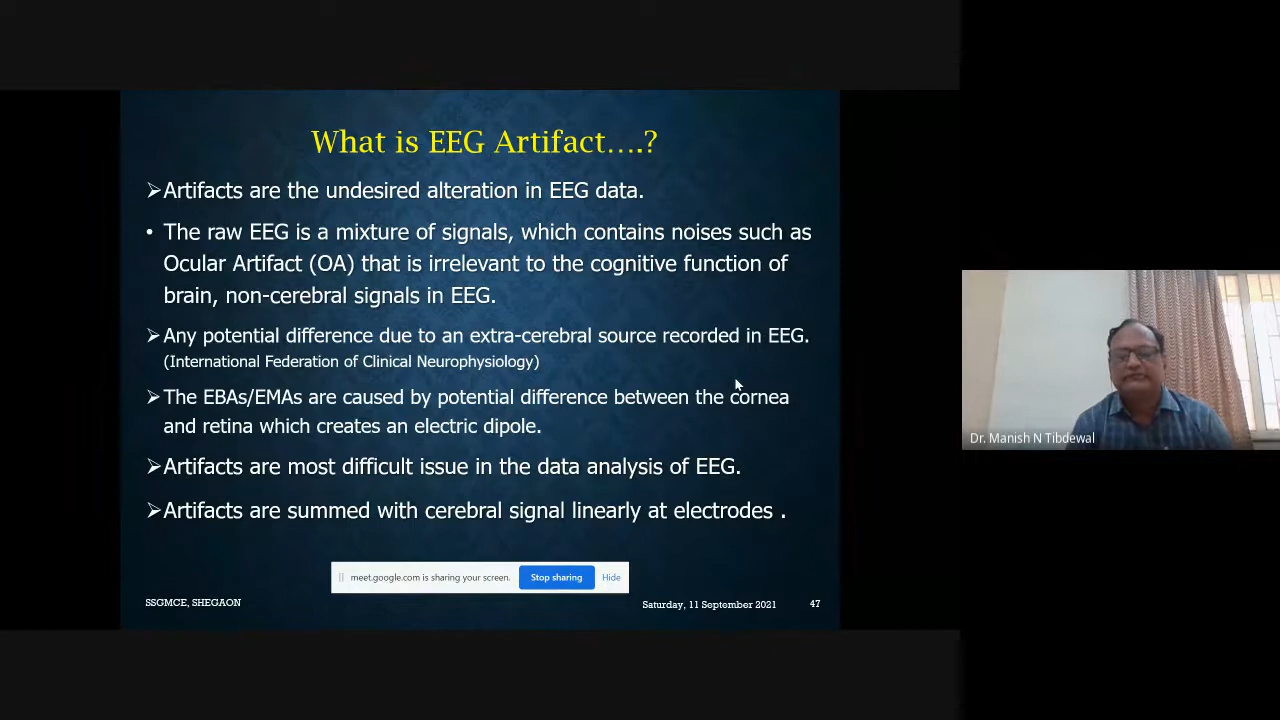 What is EEG Artifact….?
➢Artifacts are the undesired alteration in EEG data.
• The raw EEG is a mixture of signals, which contains noises such as
Ocular Artifact (OA) that is irrelevant to the cognitive function of
brain, non-cerebral signals in EEG.
➢Any potential difference due to an extra-cerebral source recorded in EEG.
(International Federation of Clinical Neurophysiology)
➢The EBAs/EMAs are caused by potential difference between the cornea
and retina which creates an electric dipole.
➢Artifacts are most difficult issue in the data analysis of EEG.
➢Artifacts are summed with cerebral signal linearly at electrodes .
meet.google.com is sharing your screen. Stop sharing Hide
SSGMCE, SHEGAON Saturday, 11 September 2021 47
Dr. Manish N Tibdewal